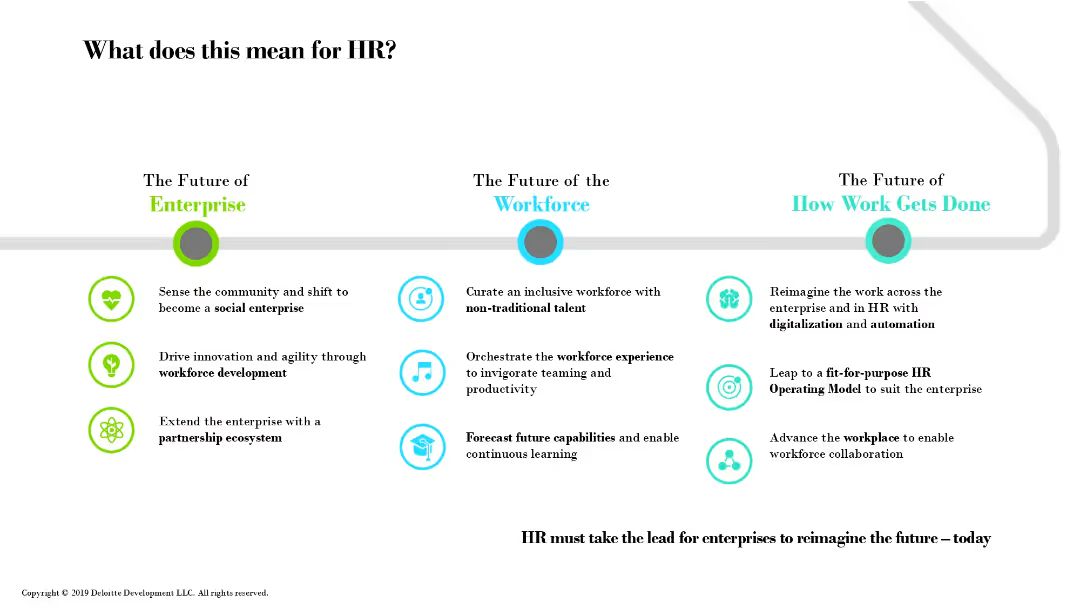 What does this mean for HR?
The Future of
Enterprise
Sense the community and shift to
become a social enterprise
Drive innovation and agility through
workforce development
Extend the enterprise with a
partnership ecosystem
The Future of the
Workforce
Curate an inclusive workforce with
non-traditional talent
Orchestrate the workforce experience
to invigorate teaming and
productivity
Forecast future capabilities and enable
continuous learning
The Future of
How Work Gets Done
Reimagine the work across the
enterprise and in HR with
digitalization and automation
Leap to a fit-for-purpose HR
Operating Model to suit the enterprise
Advance the workplace to enable
workforce collaboration
HR must take the lead for enterprises to reimagine the future – today
Copyright © 2019 Deloitte Development LLC. All rights reserved.